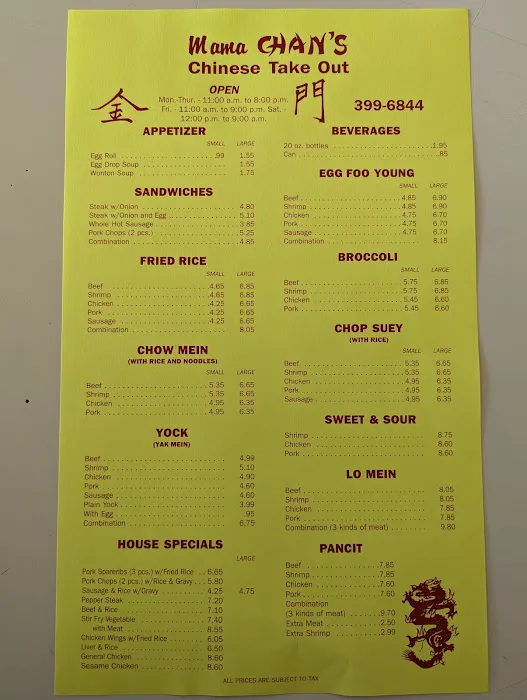 Mama CHAN'S
Chinese Take Out
OPEN
Mon.-Thur. - 11:00 a.m. to 8:00 p.m.
Fri. - 11:00 a.m. to 9:00 p.m. Sat. -
12:00 p.m. to 9:00 p.m.
金
門
399-6844
APPETIZER
SMALL LARGE
Egg Roll .99 1.55
Egg Drop Soup 1.55
Wonton Soup 1.75
SANDWICHES
Steak w/Onion 4.80
Steak w/Onion and Egg 5.10
Whole Hot Sausage 3.85
Pork Chops (2 pcs.) 5.25
Combination 4.85
FRIED RICE
SMALL LARGE
Beef 4.65 6.85
Shrimp 4.65 6.85
Chicken 4.25 6.65
Pork 4.25 6.65
Sausage 4.25 6.65
Combination 8.05
CHOW MEIN
(WITH RICE AND NOODLES)
SMALL LARGE
Beef 5.35 6.65
Shrimp 5.35 6.65
Chicken 4.95 6.35
Pork 4.95 6.35
YOCK
(YAK MEIN)
Beef 4.99
Shrimp 5.10
Chicken 4.90
Pork 4.60
Sausage 4.60
Plain Yock 3.99
With Egg .95
Combination 6.75
HOUSE SPECIALS
LARGE
Pork Spareribs (3 pcs.) w/Fried Rice 6.65
Pork Chops (2 pcs.) w/Rice & Gravy 5.80
Sausage & Rice w/Gravy 4.25 4.75
Pepper Steak 7.20
Beef & Rice 7.10
Stir Fry Vegetable 7.40
with Meat 8.55
Chicken Wings w/Fried Rice 6.05
Liver & Rice 6.50
General Chicken 8.60
Sesame Chicken 8.60
BEVERAGES
20 oz. bottles 1.95
Can .85
EGG FOO YOUNG
SMALL LARGE
Beef 4.85 6.90
Shrimp 4.85 6.90
Chicken 4.75 6.70
Pork 4.75 6.70
Sausage 4.75 6.70
Combination 8.15
BROCCOLI
SMALL LARGE
Beef 5.75 6.85
Shrimp 5.75 6.85
Chicken 5.45 6.60
Pork 5.45 6.60
CHOP SUEY
(WITH RICE)
SMALL LARGE
Beef 5.35 6.65
Shrimp 5.35 6.65
Chicken 4.95 6.35
Pork 4.95 6.35
Sausage 4.95 6.35
SWEET & SOUR
Shrimp 8.75
Chicken 8.60
Pork 8.60
LO MEIN
Beef 8.05
Shrimp 8.05
Chicken 7.85
Pork 7.85
Combination (3 kinds of meat) 9.80
PANCIT
Beef 7.85
Shrimp 7.85
Chicken 7.60
Pork 7.60
Combination
(3 kinds of meat) 9.70
Extra Meat 2.50
Extra Shrimp 2.99
ALL PRICES ARE SUBJECT TO TAX